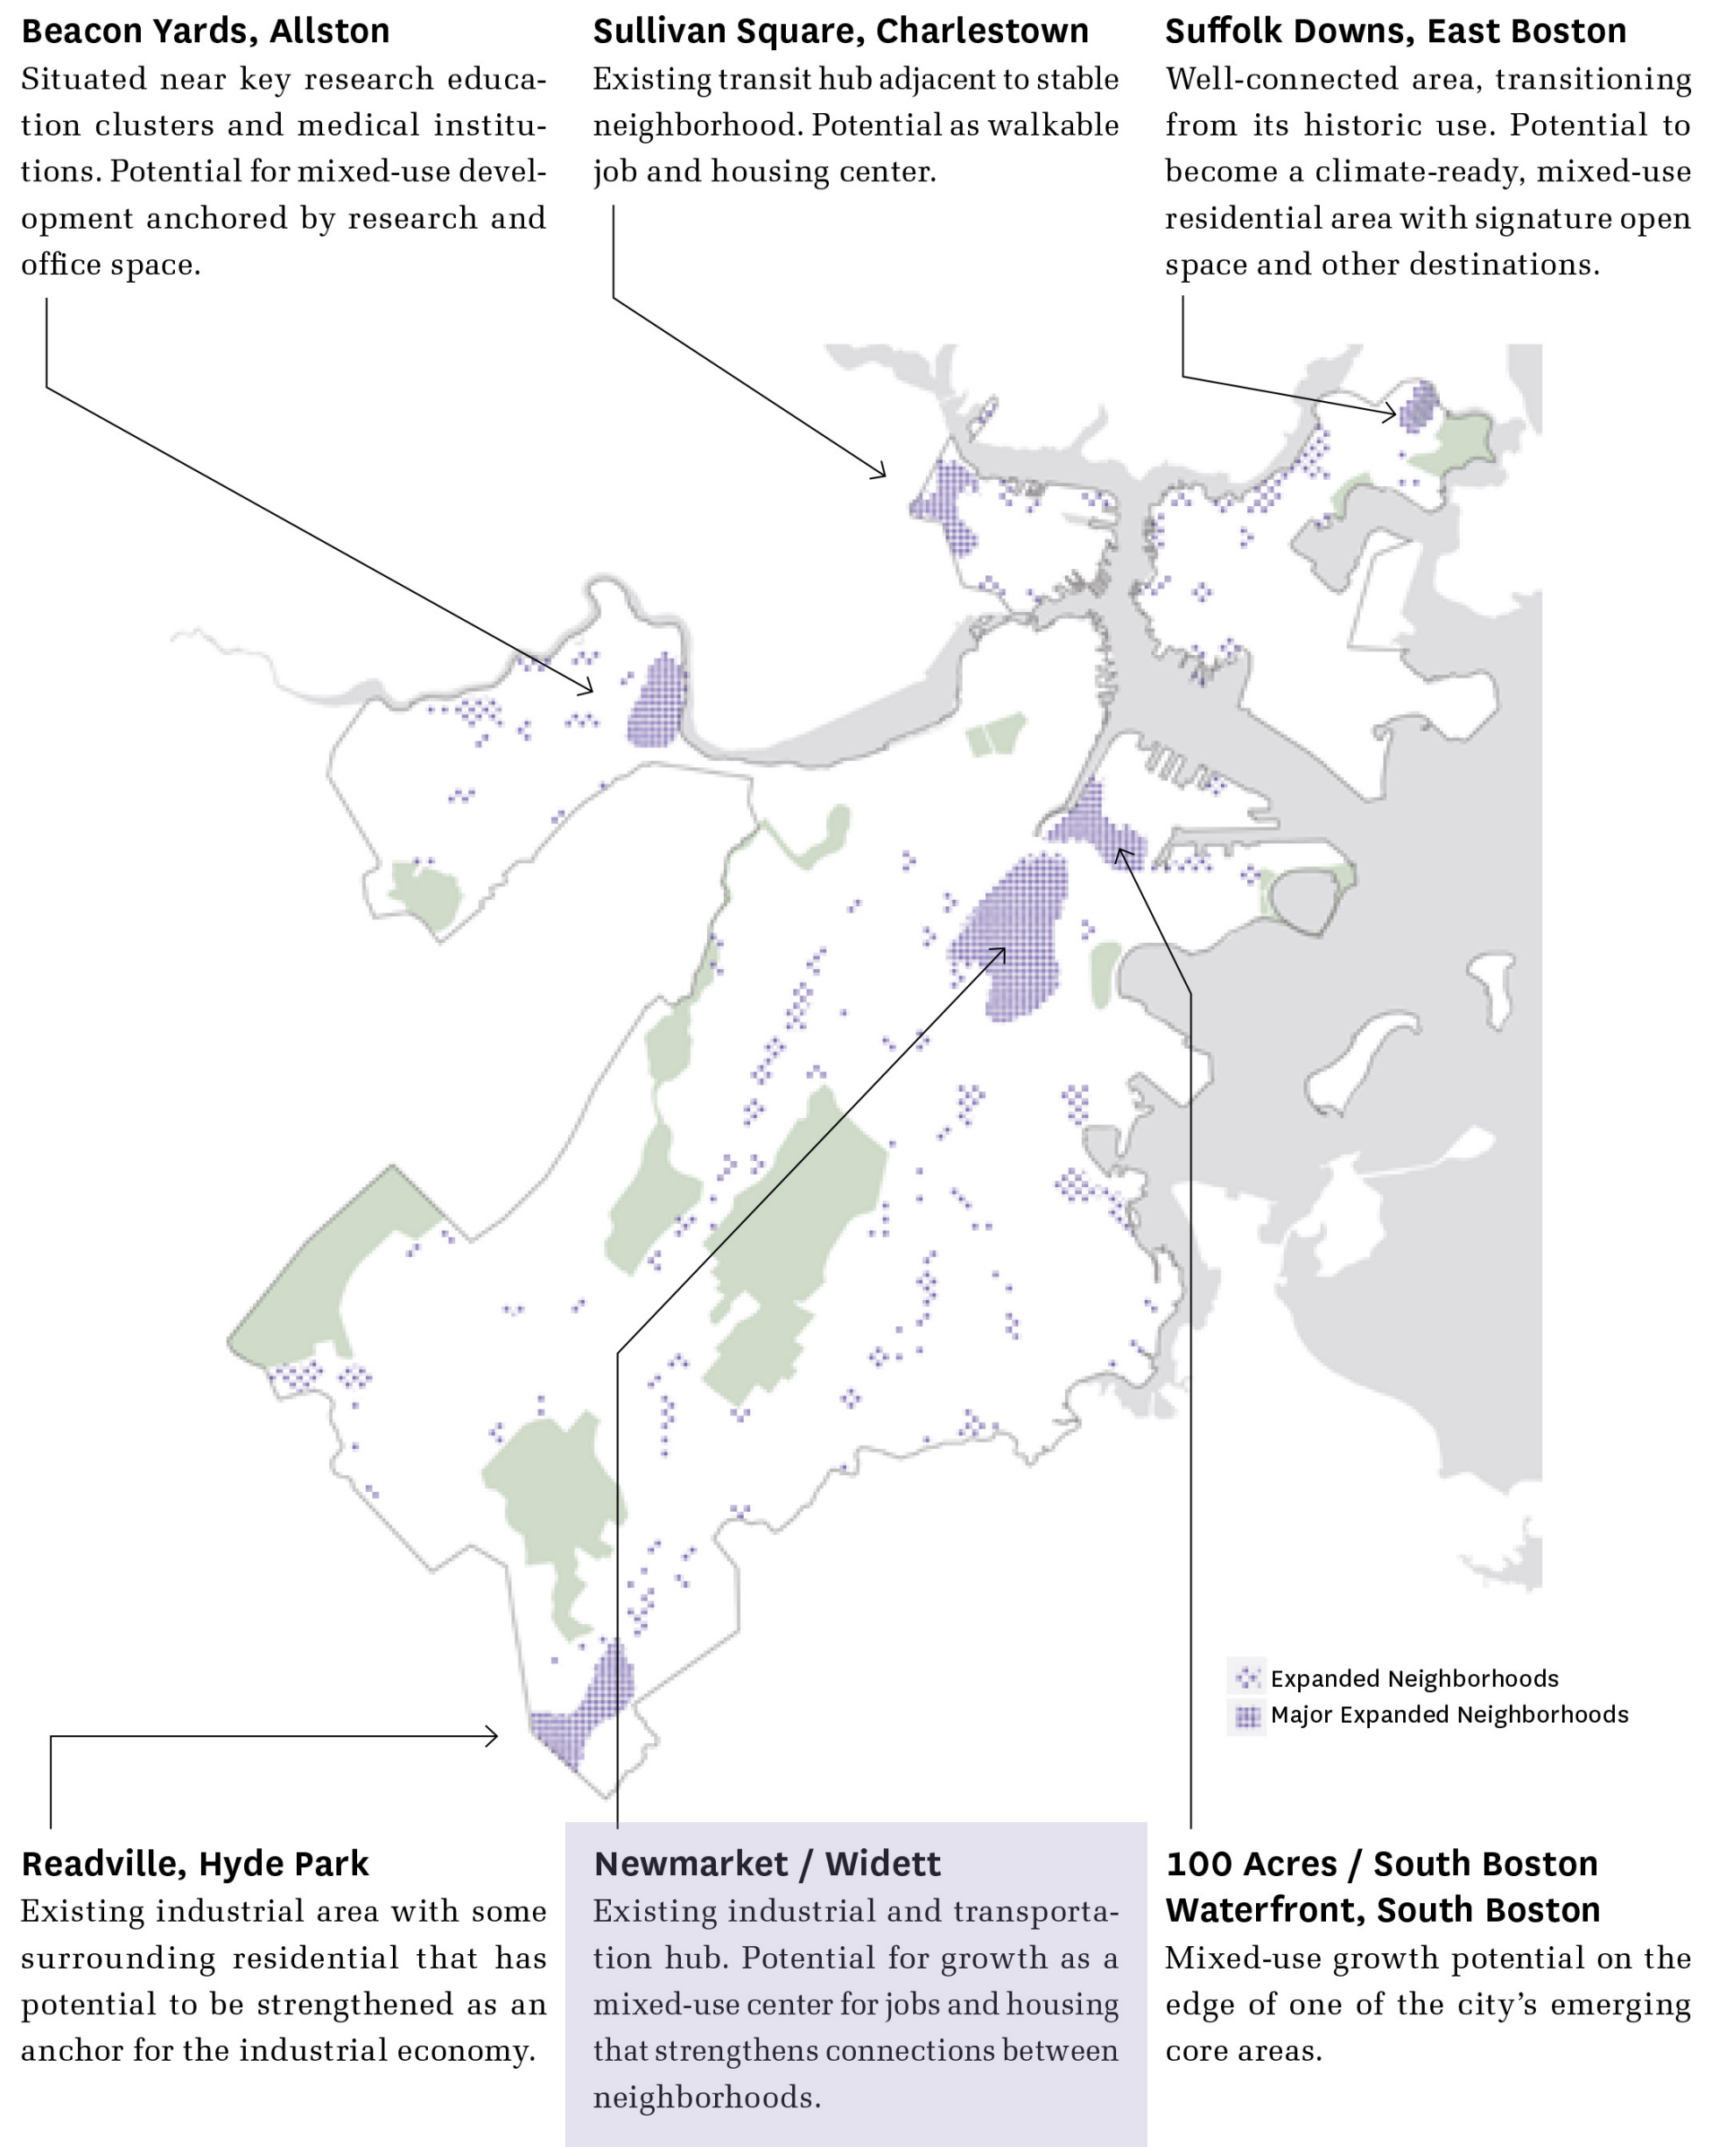 Beacon Yards, Allston
Situated near key research educa-
tion clusters and medical institu-
tions. Potential for mixed-use devel-
opment anchored by research and
office space.
Sullivan Square, Charlestown
Existing transit hub adjacent to stable
neighborhood. Potential as walkable
job and housing center.
Suffolk Downs, East Boston
Well-connected area, transitioning
from its historic use. Potential to
become a climate-ready, mixed-use
residential area with signature open
space and other destinations.
Expanded Neighborhoods
Major Expanded Neighborhoods
Readville, Hyde Park
Existing industrial area with some
surrounding residential that has
potential to be strengthened as an
anchor for the industrial economy.
Newmarket / Widett
Existing industrial and transporta-
tion hub. Potential for growth as a
mixed-use center for jobs and housing
that strengthens connections between
neighborhoods.
100 Acres / South Boston
Waterfront, South Boston
Mixed-use growth potential on the
edge of one of the city’s emerging
core areas.